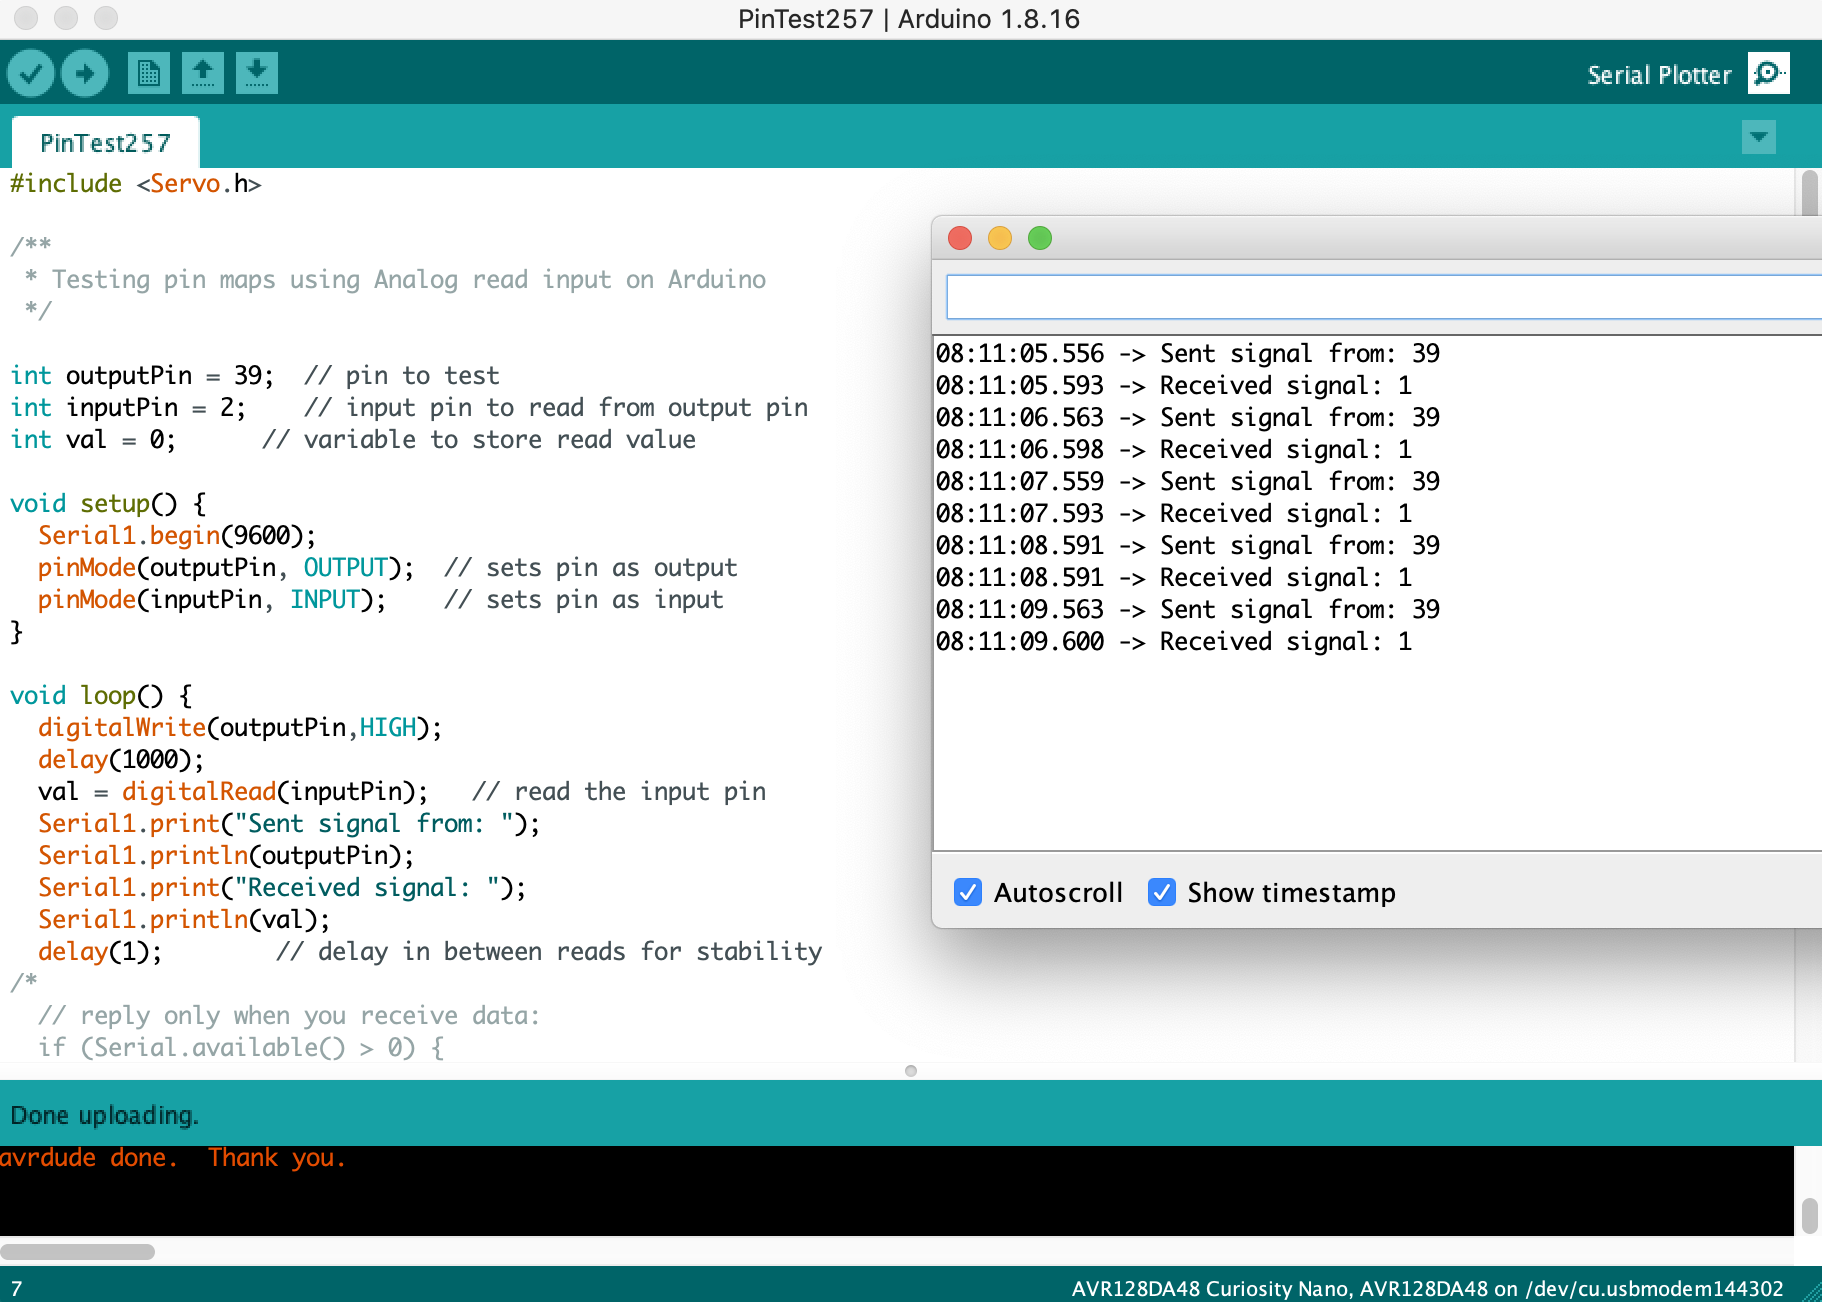 PinTest257 | Arduino 1.8.16
Serial Plotter
PinTest257
#include <Servo.h>
/**
 * Testing pin maps using Analog read input on Arduino
 */
int outputPin = 39;  // pin to test
int inputPin = 2;    // input pin to read from output pin
int val = 0;      // variable to store read value
void setup() {
  Serial1.begin(9600);
  pinMode(outputPin, OUTPUT);  // sets pin as output
  pinMode(inputPin, INPUT);    // sets pin as input
}
void loop() {
  digitalWrite(outputPin,HIGH);
  delay(1000);
  val = digitalRead(inputPin);   // read the input pin
  Serial1.print("Sent signal from: ");
  Serial1.println(outputPin);
  Serial1.print("Received signal: ");
  Serial1.println(val);
  delay(1);        // delay in between reads for stability
/*
  // reply only when you receive data:
  if (Serial.available() > 0) {
08:11:05.556 -> Sent signal from: 39
08:11:05.593 -> Received signal: 1
08:11:06.563 -> Sent signal from: 39
08:11:06.598 -> Received signal: 1
08:11:07.559 -> Sent signal from: 39
08:11:07.593 -> Received signal: 1
08:11:08.591 -> Sent signal from: 39
08:11:08.591 -> Received signal: 1
08:11:09.563 -> Sent signal from: 39
08:11:09.600 -> Received signal: 1
Autoscroll
Show timestamp
Done uploading.
avrdude done.  Thank you.
7
AVR128DA48 Curiosity Nano, AVR128DA48 on /dev/cu.usbmodem144302